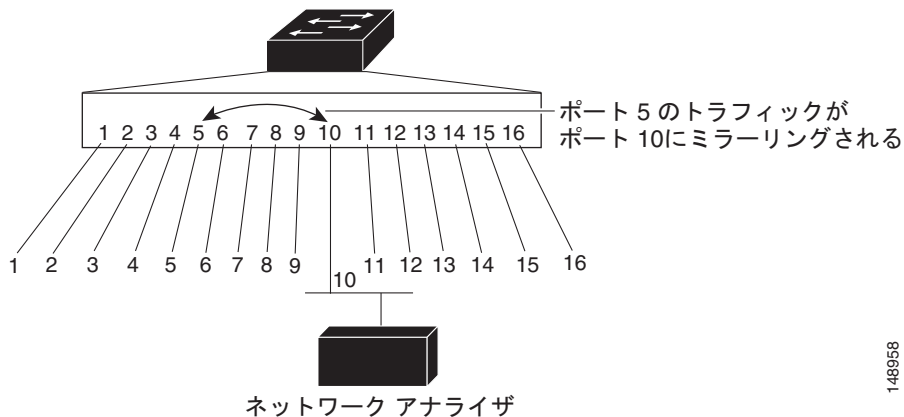 ポート 5 のトラフィックが
ポート 10にミラーリングされる
1 2 3 4 5 6 7 8 9 10 11 12 13 14 15 16
1 2 3 4 5 6 7 8 9 11 12 13 14 15 16
10
ネットワーク アナライザ
148958